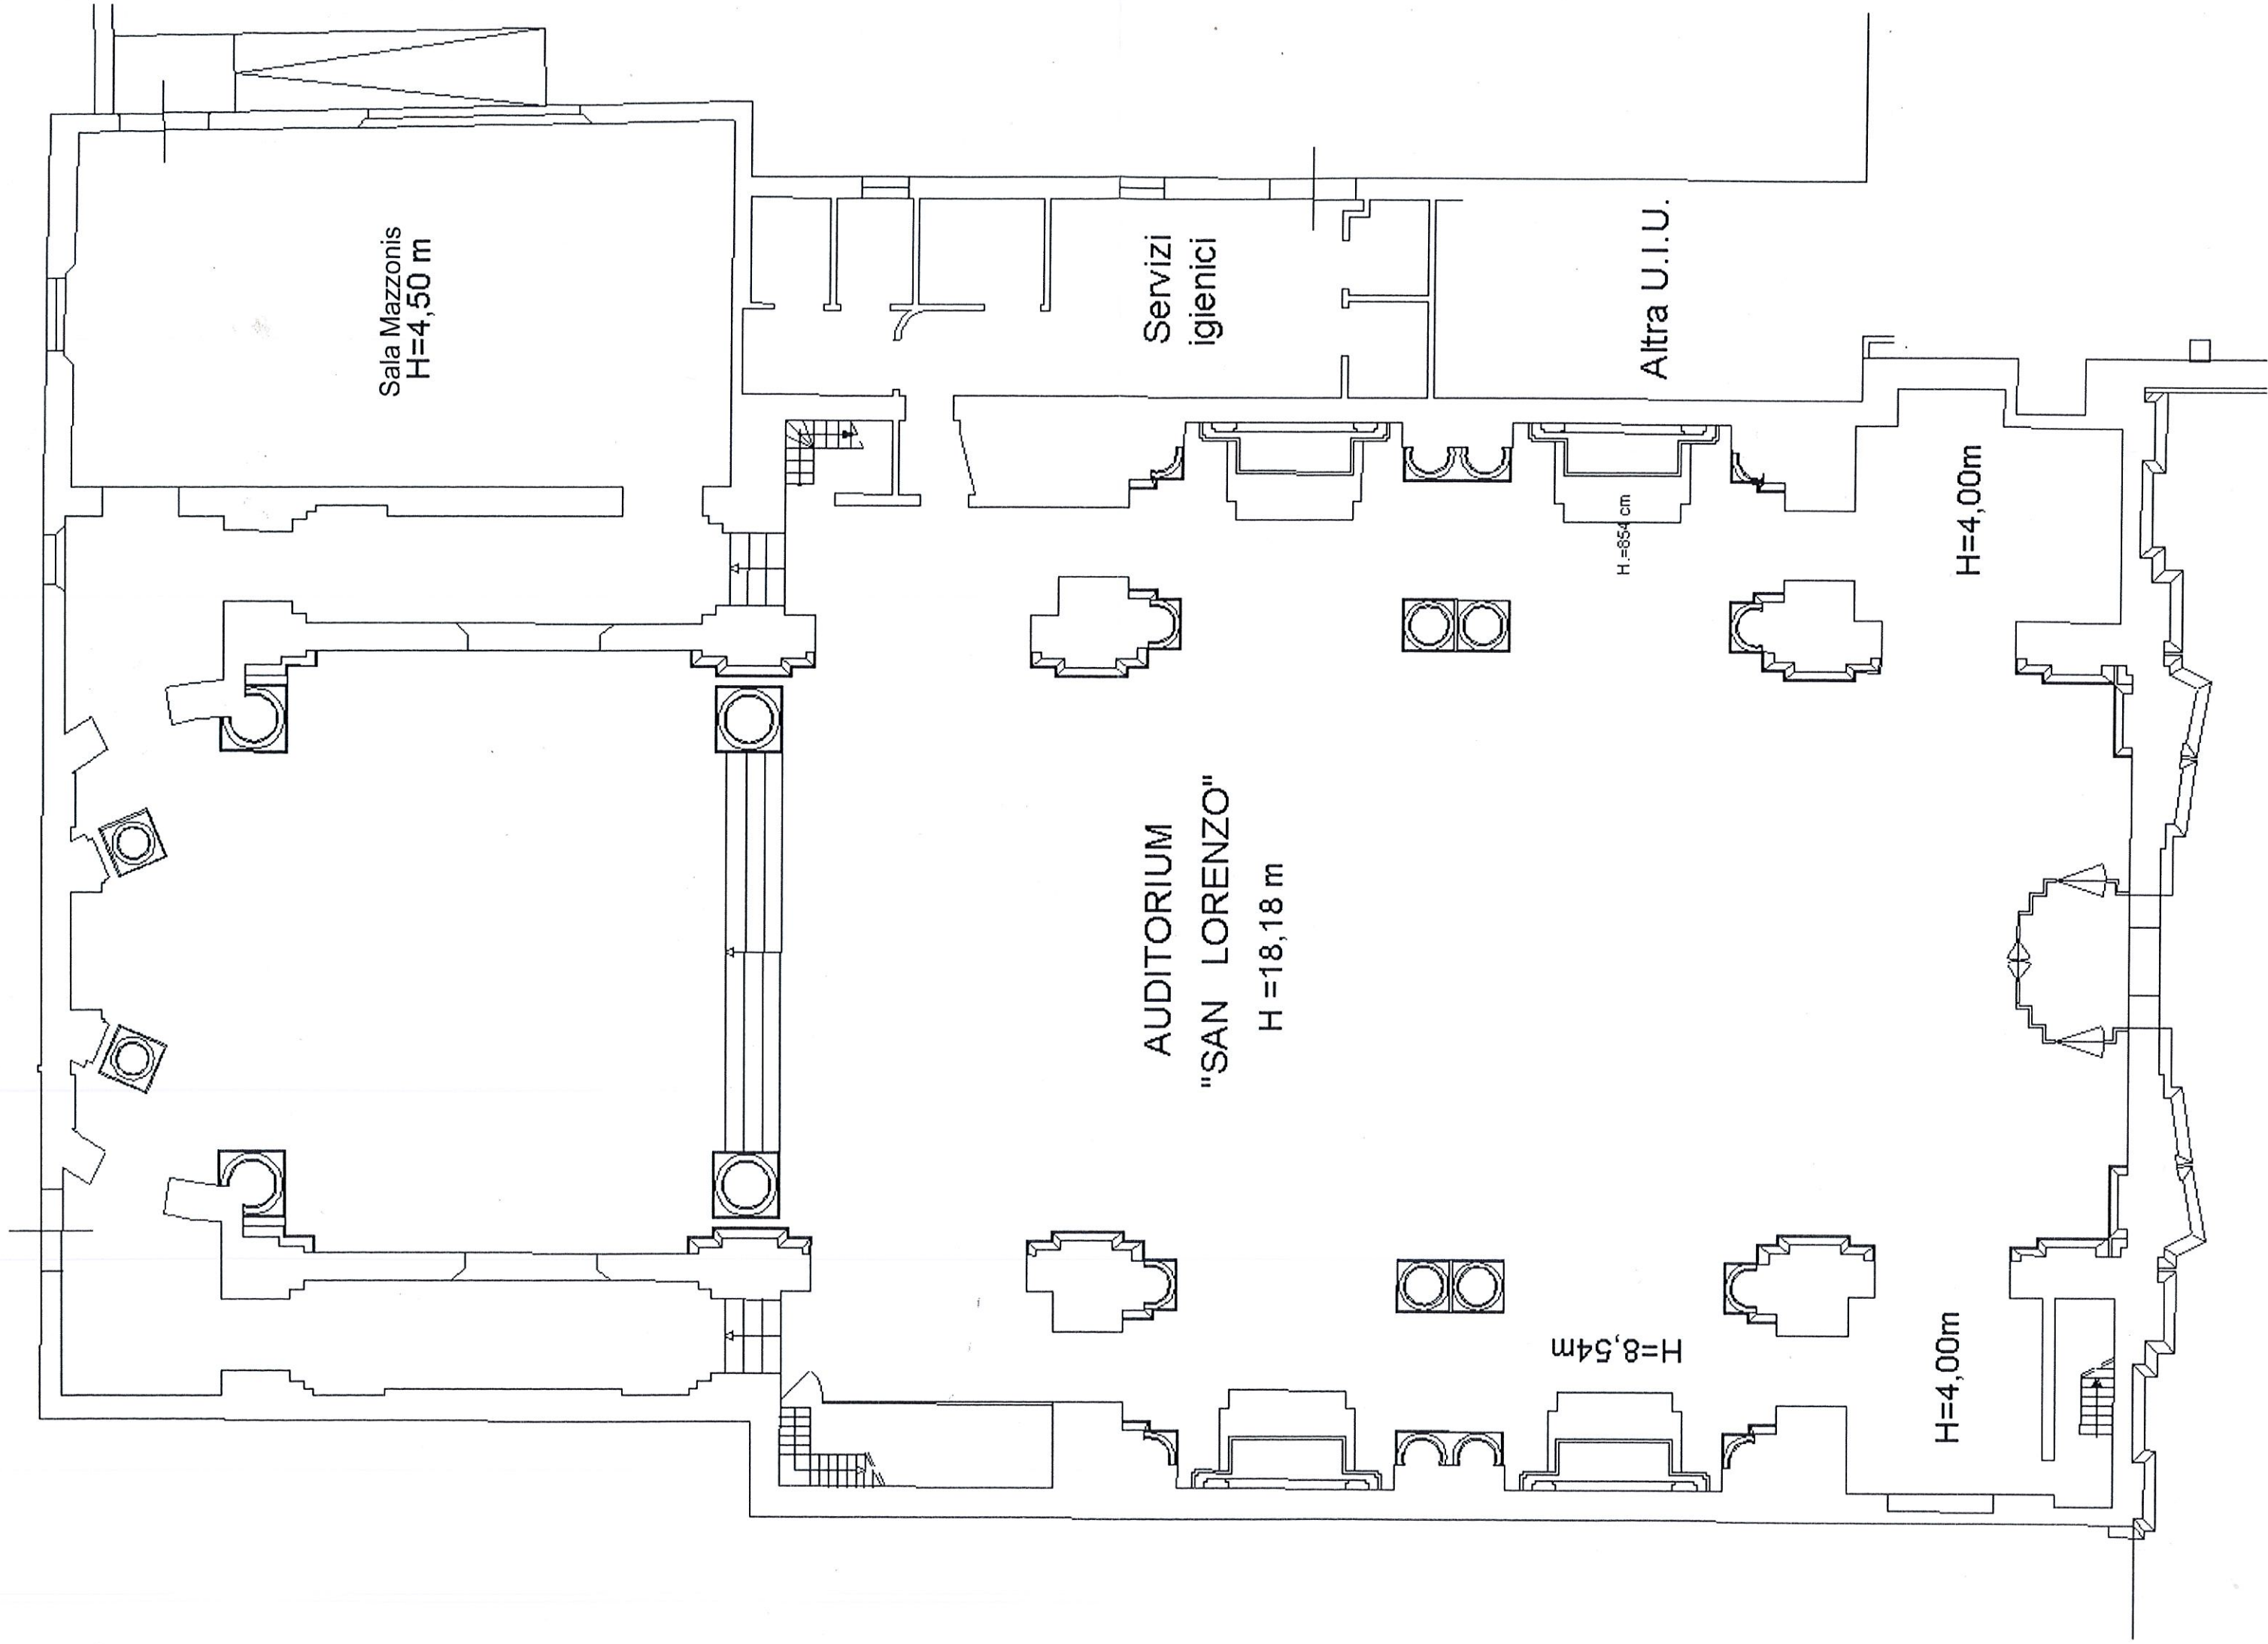 Sala Mazzonis
H=4,50 m
Servizi
igienici
Altra U.I.U.
H=4,00m
H.=854 cm
AUDITORIUM
"SAN LORENZO"
H =18,18 m
H=8,54m
H=4,00m